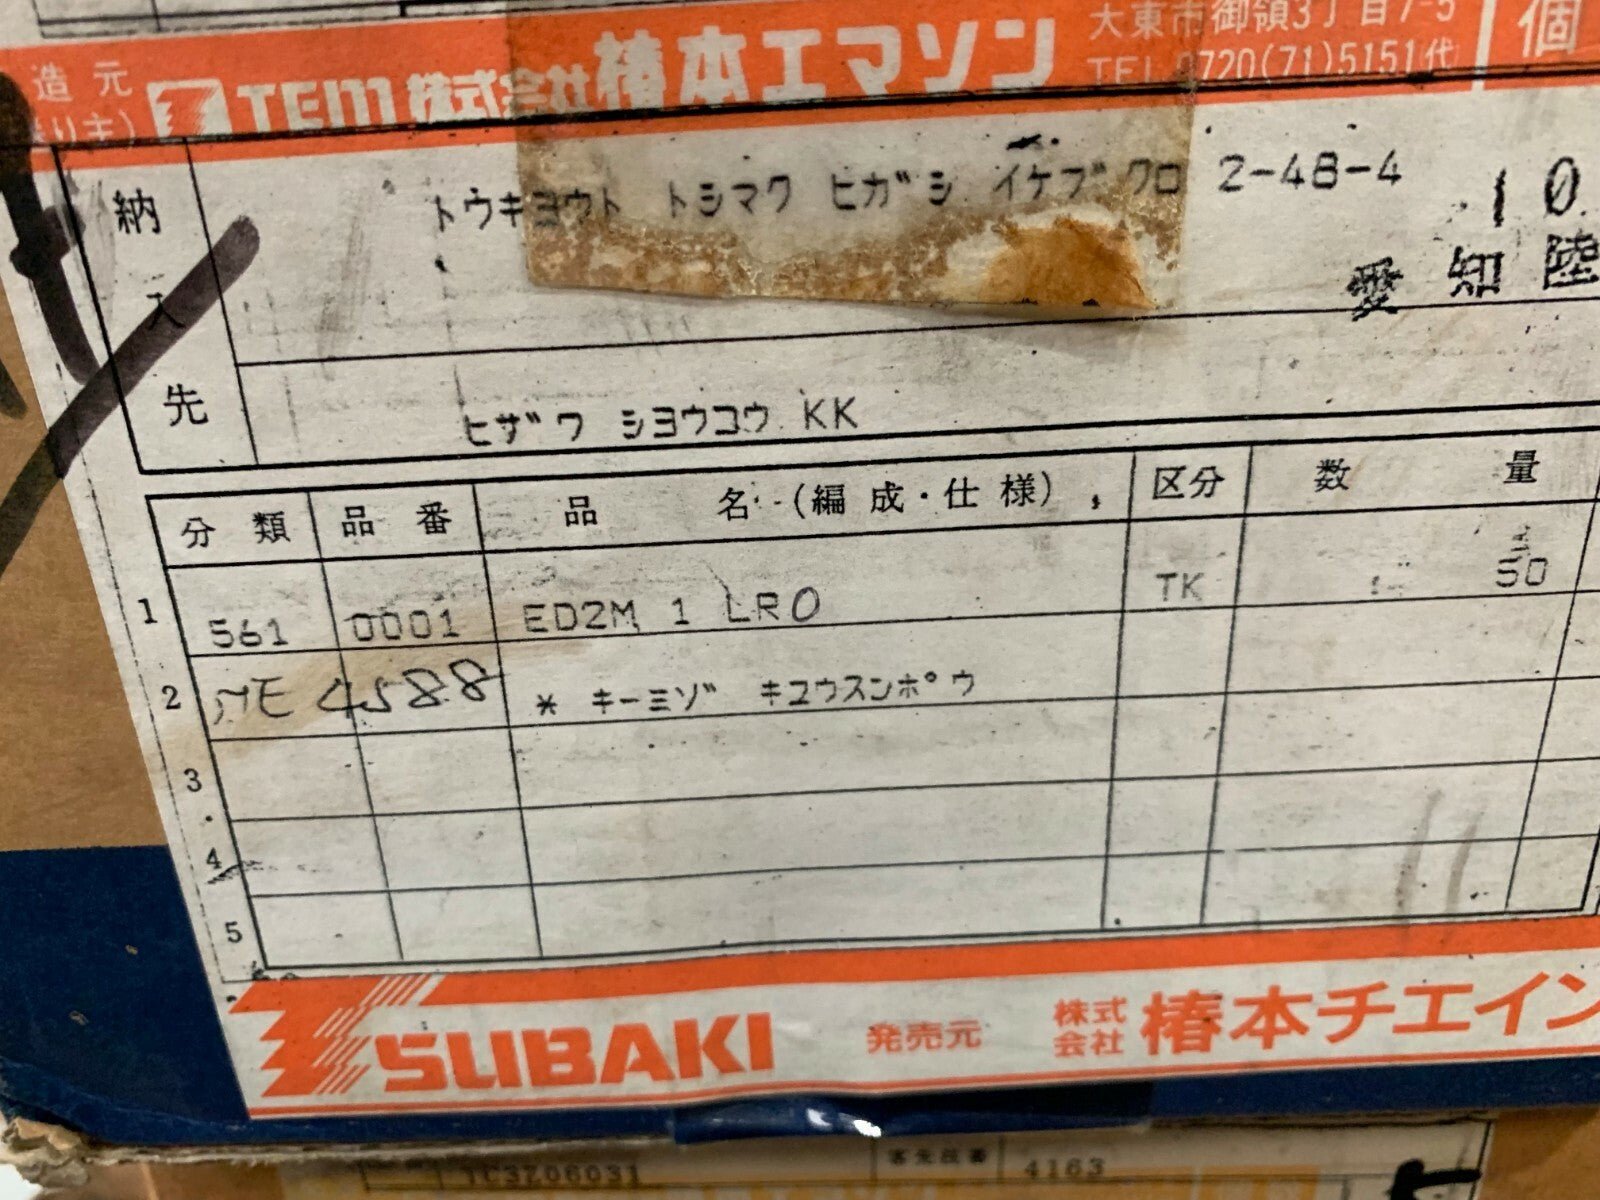 大東市御領3丁目7-5
造元 TEM 株式会社 椿本エマソン TEL 0720(71)5151代 個
り主)
納入先
トウキヨウト トシマク ヒガシ イケブクロ 2-48-4 10
愛知陸
ヒザワ シヨウコウ KK
分類 品番 品名(編成・仕様) 区分 数量
1 561 0001 ED2M 1 LRO TK 50
2 4588 * キーミゾ キユウスンポウ
3
4
5
TSUBAKI 発売元 株式会社 椿本チエイン
TC3Z06031 4163